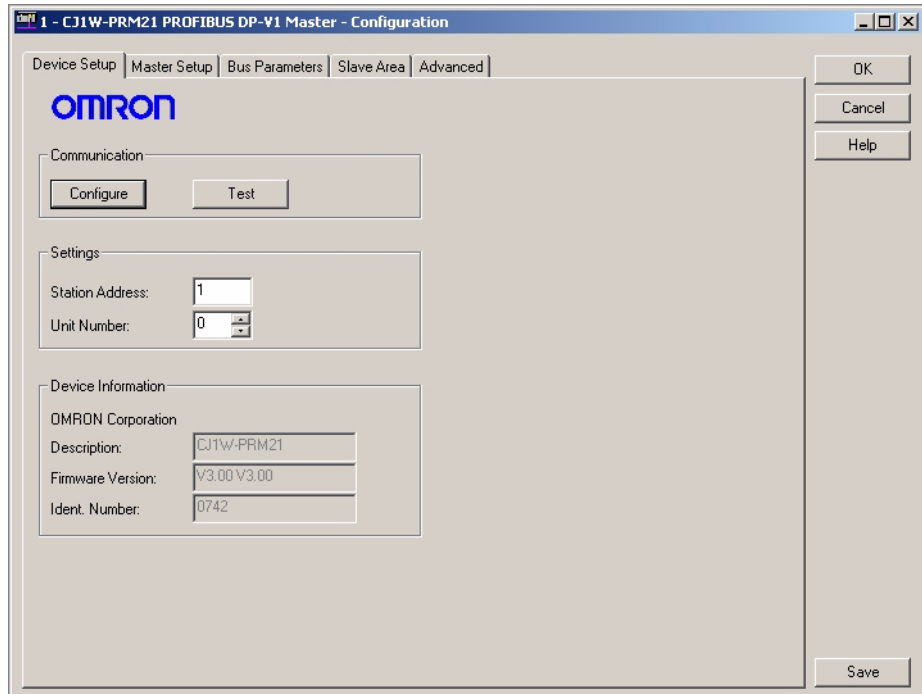 1 - CJ1W-PRM21 PROFIBUS DP-V1 Master - Configuration
Device Setup Master Setup Bus Parameters Slave Area Advanced
OK
Cancel
Help
OMRON
Communication
Configure Test
Settings
Station Address: 1
Unit Number: 0
Device Information
OMRON Corporation
Description: CJ1W-PRM21
Firmware Version: V3.00 V3.00
Ident. Number: 0742
Save